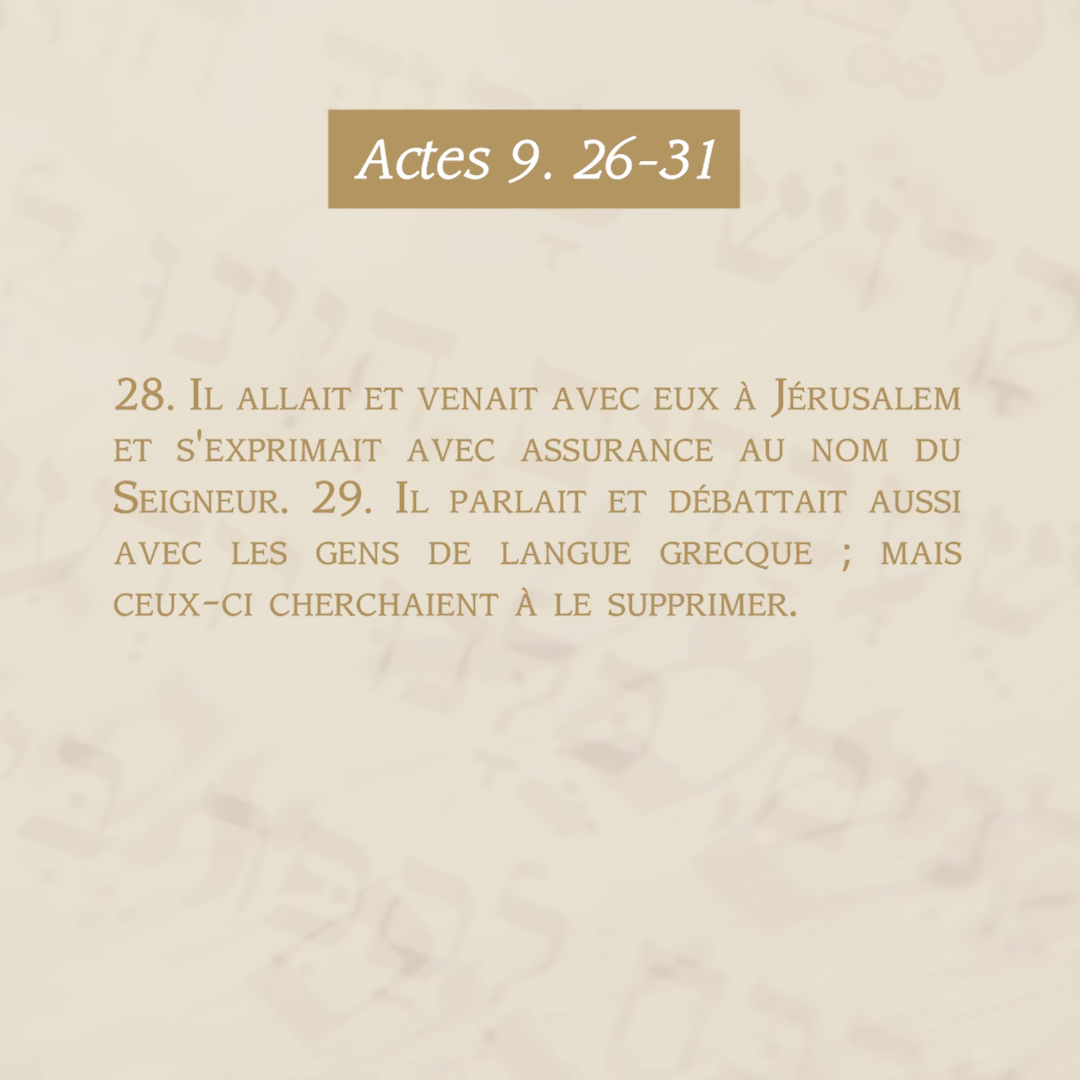 Actes 9. 26-31
28. Il allait et venait avec eux à Jérusalem
et s'exprimait avec assurance au nom du
Seigneur. 29. Il parlait et débattait aussi
avec les gens de langue grecque ; mais
ceux-ci cherchaient à le supprimer.